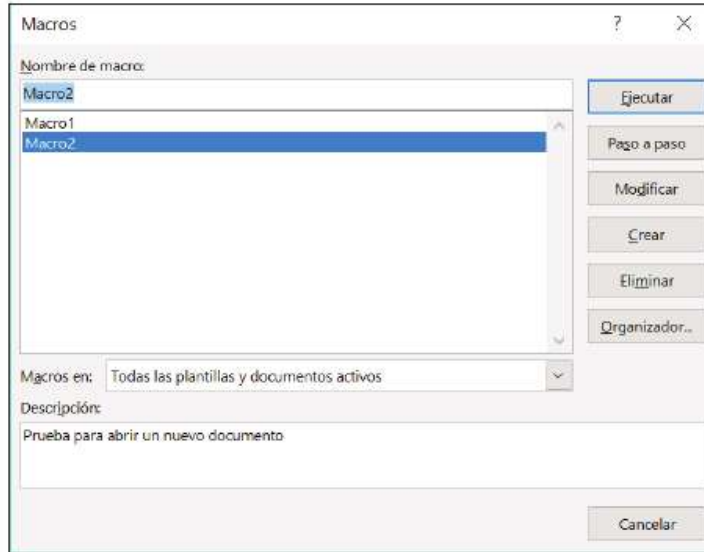 Macros
Nombre de macro:
Macro2
Ejecutar
Macro1
Macro2
Paso a paso
Modificar
Crear
Eliminar
Organizador...
Macros en: Todas las plantillas y documentos activos
Descripción:
Prueba para abrir un nuevo documento
Cancelar